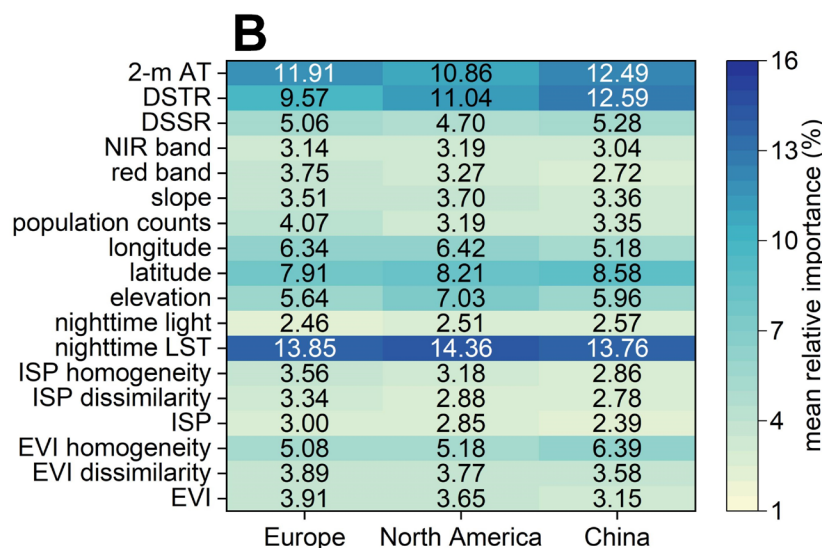 B
2-m AT 11.91 10.86 12.49 16
DSTR 9.57 11.04 12.59
DSSR 5.06 4.70 5.28
NIR band 3.14 3.19 3.04 13
red band 3.75 3.27 2.72
slope 3.51 3.70 3.36
population counts 4.07 3.19 3.35
longitude 6.34 6.42 5.18 10
latitude 7.91 8.21 8.58
elevation 5.64 7.03 5.96
nighttime light 2.46 2.51 2.57 7
nighttime LST 13.85 14.36 13.76
ISP homogeneity 3.56 3.18 2.86
ISP dissimilarity 3.34 2.88 2.78
ISP 3.00 2.85 2.39 4
EVI homogeneity 5.08 5.18 6.39
EVI dissimilarity 3.89 3.77 3.58
EVI 3.91 3.65 3.15 1
Europe North America China
mean relative importance (%)